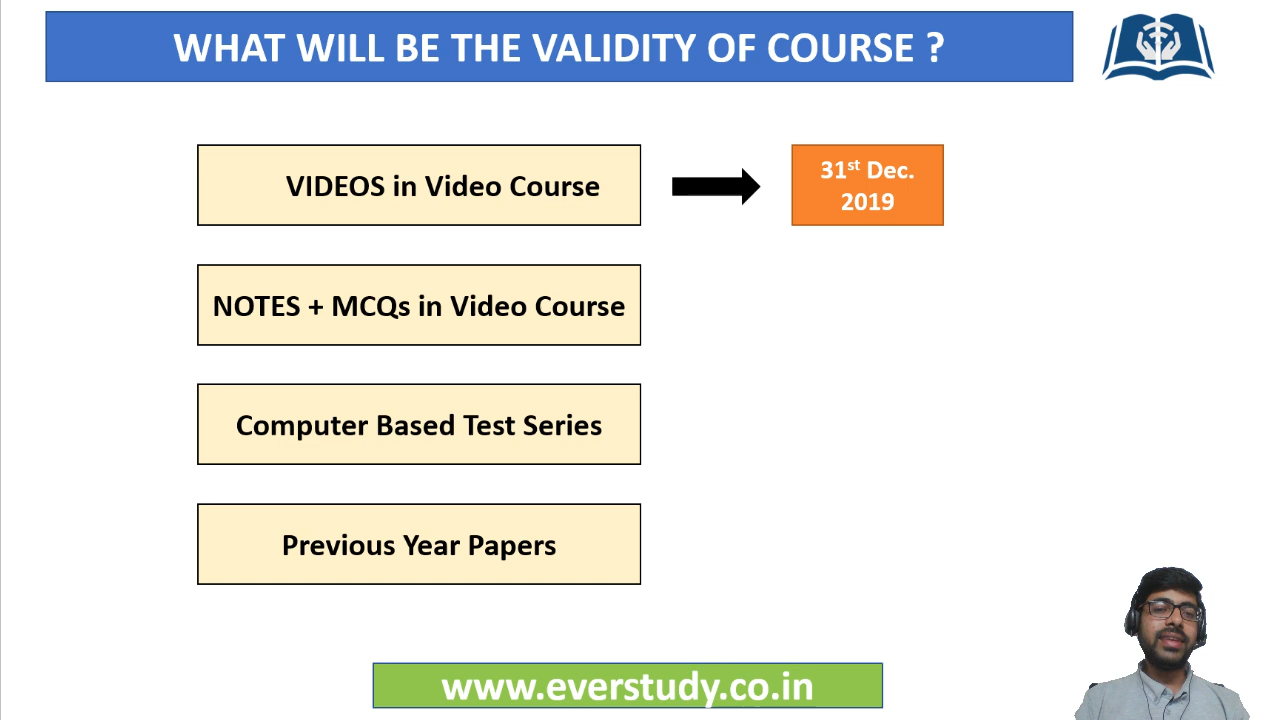 WHAT WILL BE THE VALIDITY OF COURSE ?
VIDEOS in Video Course
31st Dec.
2019
NOTES + MCQs in Video Course
Computer Based Test Series
Previous Year Papers
www.everstudy.co.in